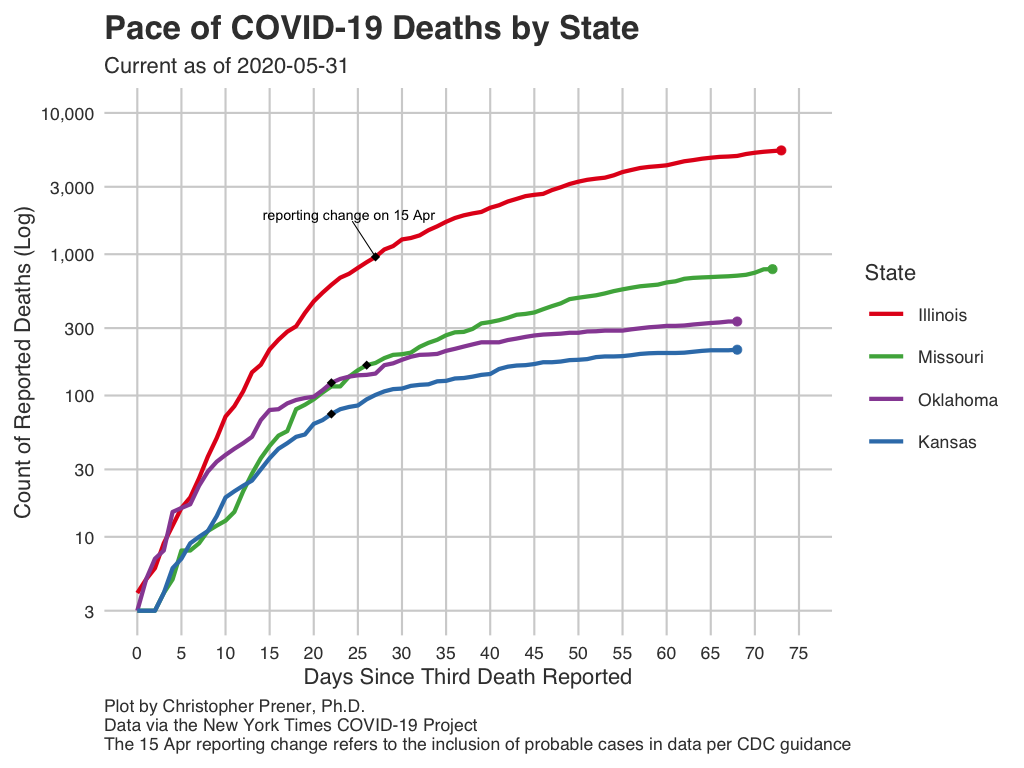 Pace of COVID-19 Deaths by State
Current as of 2020-05-31
Count of Reported Deaths (Log)
10,000
3,000
1,000
300
100
30
10
3
reporting change on 15 Apr
0 5 10 15 20 25 30 35 40 45 50 55 60 65 70 75
Days Since Third Death Reported
State
Illinois
Missouri
Oklahoma
Kansas
Plot by Christopher Prener, Ph.D.
Data via the New York Times COVID-19 Project
The 15 Apr reporting change refers to the inclusion of probable cases in data per CDC guidance